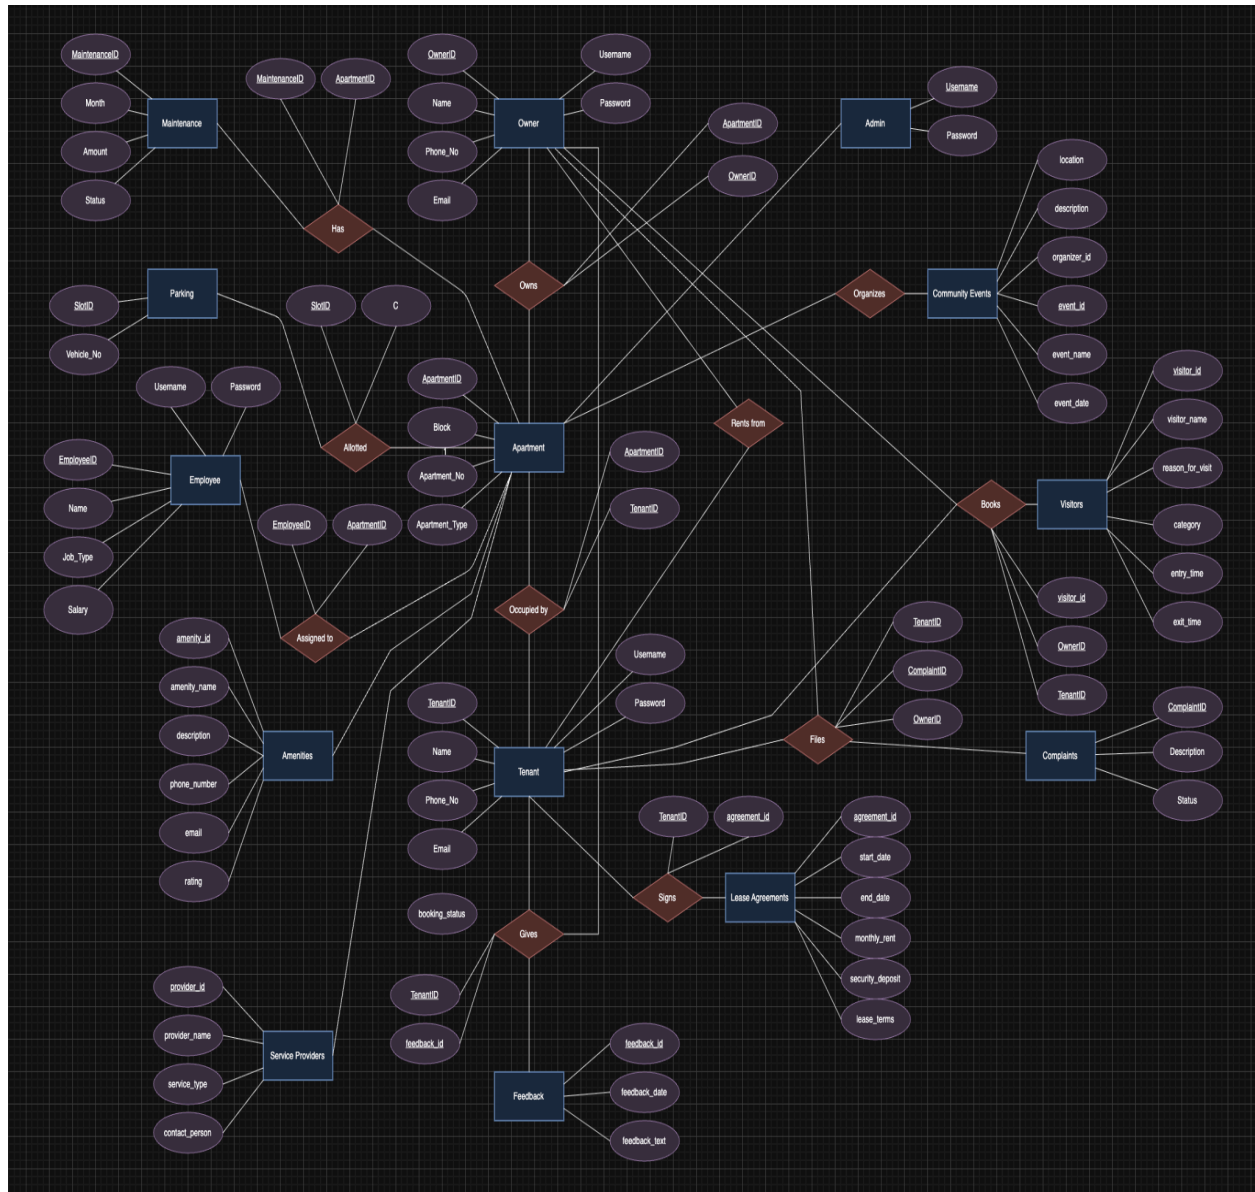 MaintenanceID
Month
Amount
Status
Maintenance
MaintenanceID
ApartmentID
Has
OwnerID
Name
Phone_No
Email
Owner
Username
Password
ApartmentID
OwnerID
Owns
Admin
Username
Password
location
description
organizer_id
event_id
event_name
event_date
Community Events
Organizes
Parking
SlotID
Vehicle_No
SlotID
C
Allotted
Username
Password
EmployeeID
Name
Job_Type
Salary
Employee
EmployeeID
ApartmentID
Assigned to
ApartmentID
Block
Apartment_No
Apartment_Type
Apartment
Rents from
ApartmentID
TenantID
Occupied by
visitor_id
visitor_name
reason_for_visit
category
entry_time
exit_time
Visitors
Books
visitor_id
OwnerID
TenantID
amenity_id
amenity_name
description
phone_number
email
rating
Amenities
TenantID
Name
Phone_No
Email
Tenant
Username
Password
TenantID
ComplaintID
OwnerID
Files
Complaints
ComplaintID
Description
Status
TenantID
agreement_id
Signs
Lease Agreements
agreement_id
start_date
end_date
monthly_rent
security_deposit
lease_terms
booking_status
Gives
TenantID
feedback_id
provider_id
provider_name
service_type
contact_person
Service Providers
Feedback
feedback_id
feedback_date
feedback_text